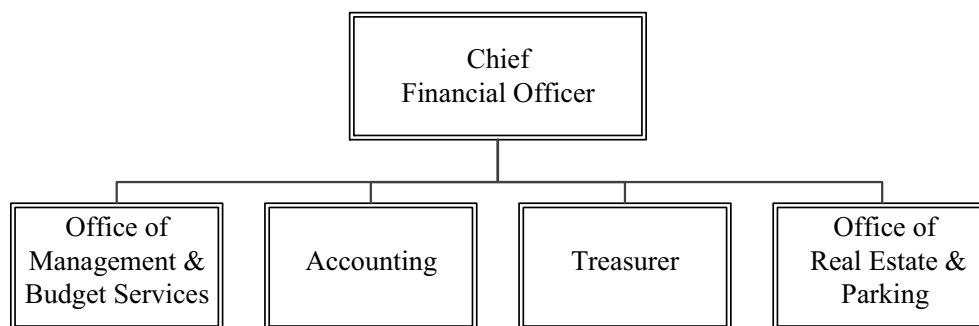 Chief
Financial Officer
Office of
Management &
Budget Services
Accounting
Treasurer
Office of
Real Estate &
Parking